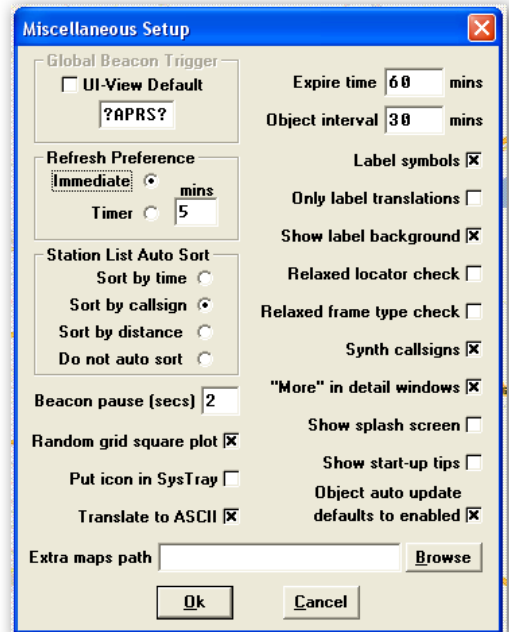 Miscellaneous Setup
Global Beacon Trigger
UI-View Default
?APRS?
Refresh Preference
Immediate
mins
Timer
5
Station List Auto Sort
Sort by time
Sort by callsign
Sort by distance
Do not auto sort
Beacon pause (secs) 2
Random grid square plot
Put icon in SysTray
Translate to ASCII
Expire time 60 mins
Object interval 30 mins
Label symbols
Only label translations
Show label background
Relaxed locator check
Relaxed frame type check
Synth callsigns
"More" in detail windows
Show splash screen
Show start-up tips
Object auto update
defaults to enabled
Extra maps path
Browse
Ok
Cancel